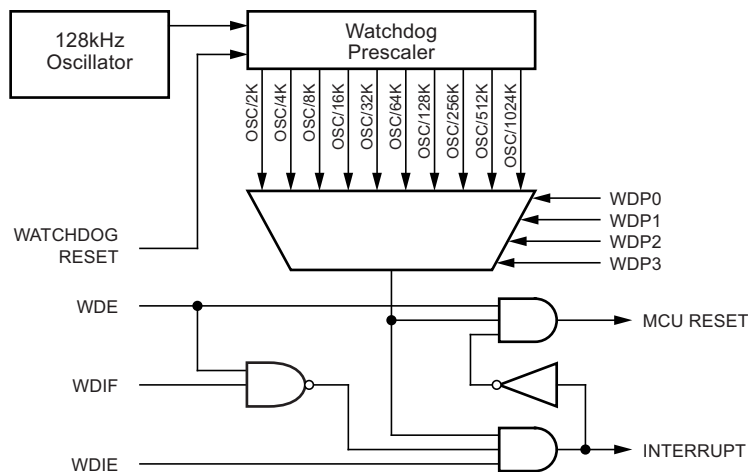 128kHz
Oscillator
Watchdog
Prescaler
OSC/2K
OSC/4K
OSC/8K
OSC/16K
OSC/32K
OSC/64K
OSC/128K
OSC/256K
OSC/512K
OSC/1024K
WDP0
WDP1
WDP2
WDP3
WATCHDOG
RESET
WDE
MCU RESET
WDIF
WDIE
INTERRUPT